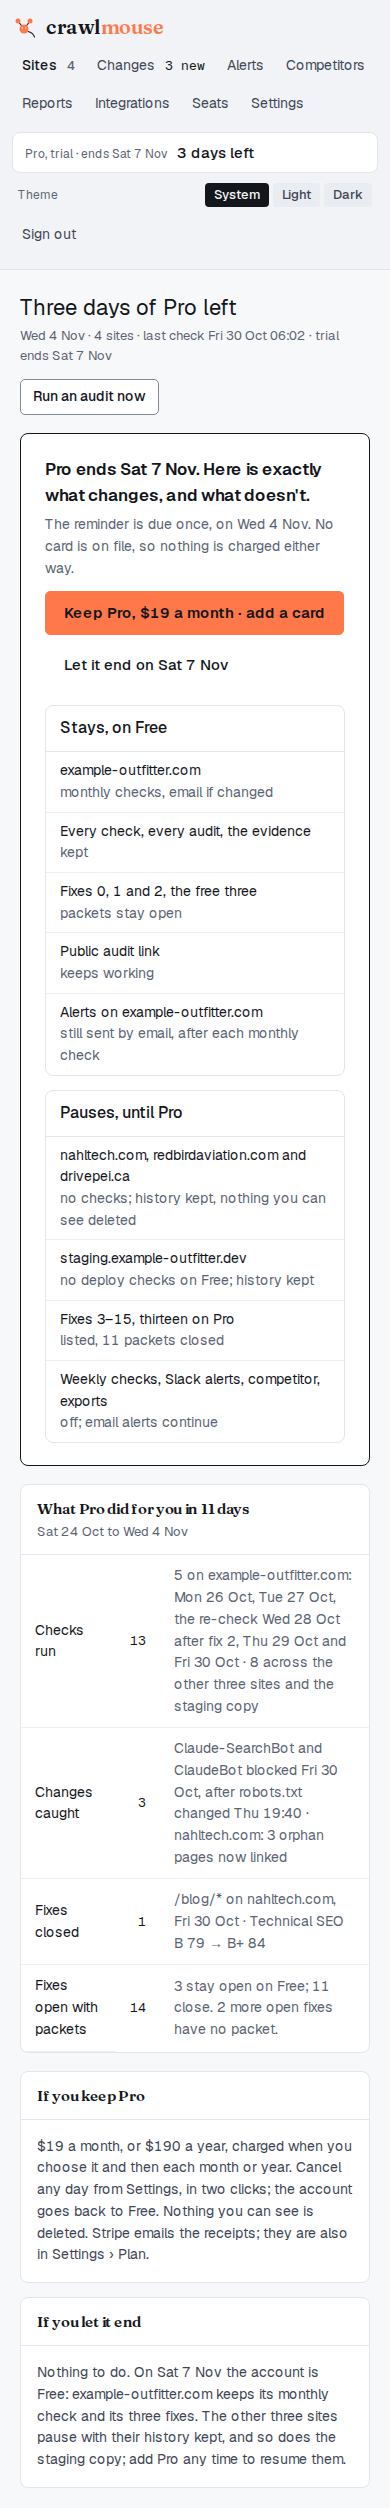 crawlmouse
Sites 4 Changes 3 new Alerts Competitors
Reports Integrations Seats Settings
Pro, trial · ends Sat 7 Nov 3 days left
Theme System Light Dark
Sign out
Three days of Pro left
Wed 4 Nov · 4 sites · last check Fri 30 Oct 06:02 · trial
ends Sat 7 Nov
Run an audit now
Pro ends Sat 7 Nov. Here is exactly
what changes, and what doesn't.
The reminder is due once, on Wed 4 Nov. No
card is on file, so nothing is charged either
way.
Keep Pro, $19 a month · add a card
Let it end on Sat 7 Nov
Stays, on Free
example-outfitter.com
monthly checks, email if changed
Every check, every audit, the evidence
kept
Fixes 0, 1 and 2, the free three
packets stay open
Public audit link
keeps working
Alerts on example-outfitter.com
still sent by email, after each monthly
check
Pauses, until Pro
nahltech.com, redbirdaviation.com and
drivepei.ca
no checks; history kept, nothing you can
see deleted
staging.example-outfitter.dev
no deploy checks on Free; history kept
Fixes 3–15, thirteen on Pro
listed, 11 packets closed
Weekly checks, Slack alerts, competitor,
exports
off; email alerts continue
What Pro did for you in 11 days
Sat 24 Oct to Wed 4 Nov
Checks
run
13
5 on example-outfitter.com:
Mon 26 Oct, Tue 27 Oct,
the re-check Wed 28 Oct
after fix 2, Thu 29 Oct and
Fri 30 Oct · 8 across the
other three sites and the
staging copy
Changes
caught
3
Claude-SearchBot and
ClaudeBot blocked Fri 30
Oct, after robots.txt
changed Thu 19:40 ·
nahltech.com: 3 orphan
pages now linked
Fixes
closed
1
/blog/* on nahltech.com,
Fri 30 Oct · Technical SEO
B 79 → B+ 84
Fixes
open with
packets
14
3 stay open on Free; 11
close. 2 more open fixes
have no packet.
If you keep Pro
$19 a month, or $190 a year, charged when you
choose it and then each month or year. Cancel
any day from Settings, in two clicks; the account
goes back to Free. Nothing you can see is
deleted. Stripe emails the receipts; they are also
in Settings › Plan.
If you let it end
Nothing to do. On Sat 7 Nov the account is
Free: example-outfitter.com keeps its monthly
check and its three fixes. The other three sites
pause with their history kept, and so does the
staging copy; add Pro any time to resume them.